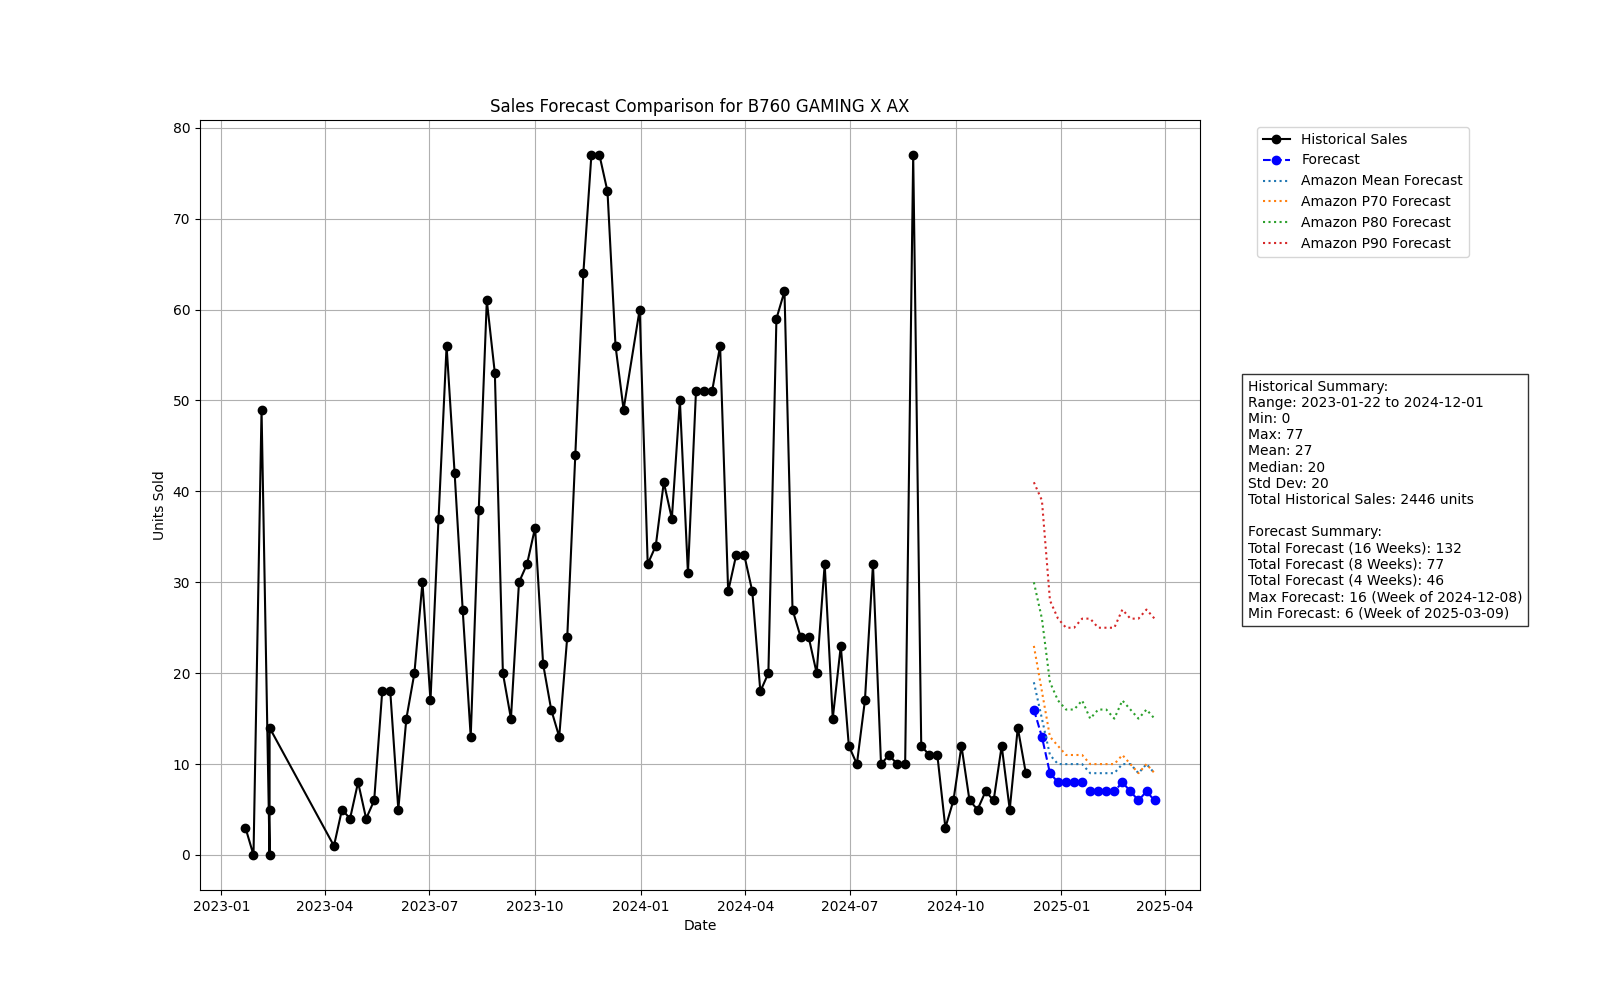 Sales Forecast Comparison for B760 GAMING X AX
80
70
60
50
40
30
20
10
0
Units Sold
2023-01
2023-04
2023-07
2023-10
2024-01
2024-04
2024-07
2024-10
2025-01
2025-04
Date
Historical Sales
Forecast
Amazon Mean Forecast
Amazon P70 Forecast
Amazon P80 Forecast
Amazon P90 Forecast
Historical Summary:
Range: 2023-01-22 to 2024-12-01
Min: 0
Max: 77
Mean: 27
Median: 20
Std Dev: 20
Total Historical Sales: 2446 units
Forecast Summary:
Total Forecast (16 Weeks): 132
Total Forecast (8 Weeks): 77
Total Forecast (4 Weeks): 46
Max Forecast: 16 (Week of 2024-12-08)
Min Forecast: 6 (Week of 2025-03-09)